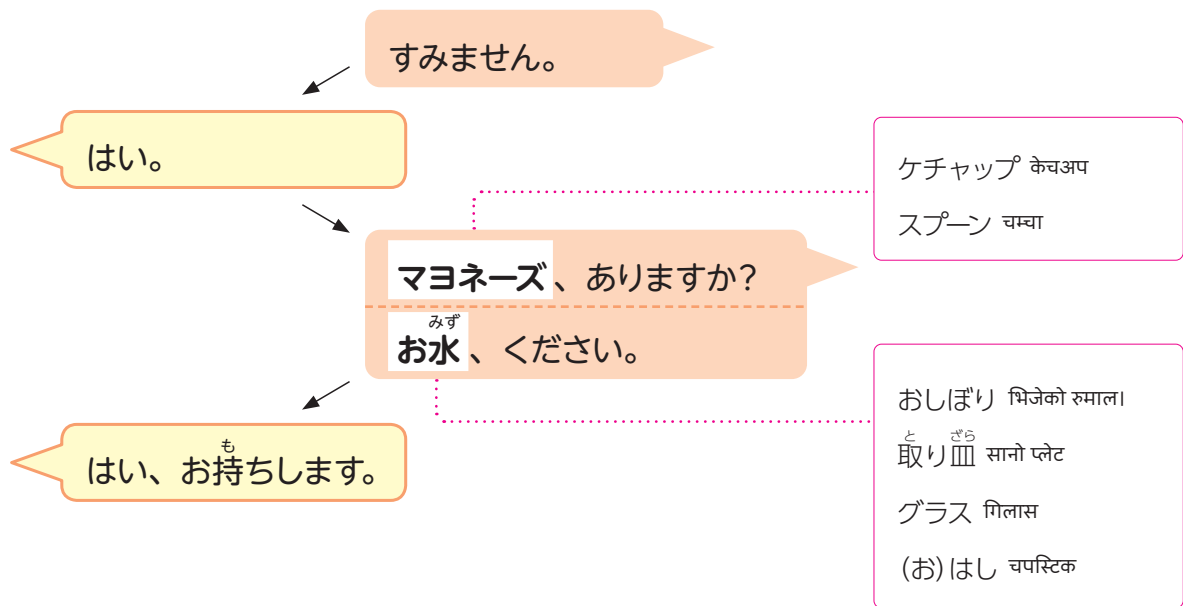 すみません。
はい。
マヨネーズ、ありますか?
お水、ください。
みず
はい、お持ちします。
も
ケチャップ केचअप
スプーン चम्चा
おしぼり भिजेको रुमाल।
取り皿 सानो प्लेट
と ざら
グラス गिलास
(お)はし चपस्टिक